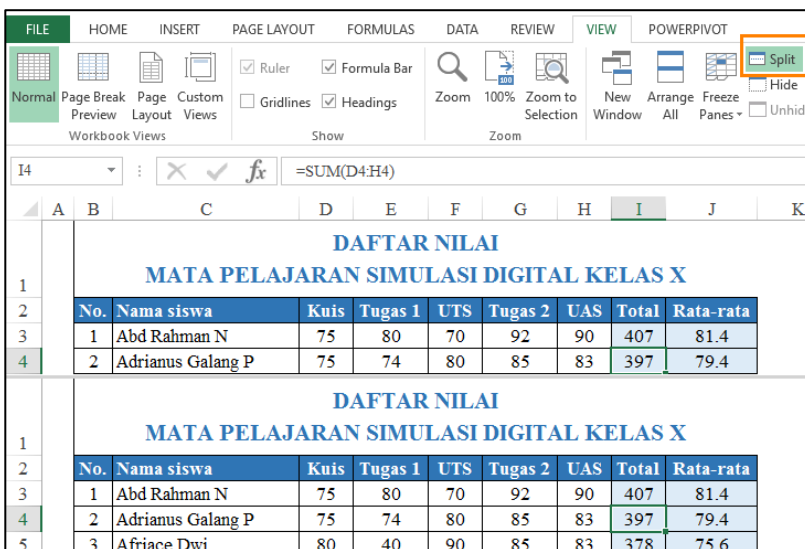 FILE HOME INSERT PAGE LAYOUT FORMULAS DATA REVIEW VIEW POWERPIVOT
Normal
Page Break Preview
Page Layout
Custom Views
Workbook Views
Ruler
Formula Bar
Gridlines
Headings
Show
Zoom
100%
100
Zoom to Selection
Zoom
New Window
Arrange All
Freeze Panes
Split
Hide
I4 fx =SUM(D4:H4)
A B C D E F G H I J K
DAFTAR NILAI
1 MATA PELAJARAN SIMULASI DIGITAL KELAS X
2 No. Nama siswa Kuis Tugas 1 UTS Tugas 2 UAS Total Rata-rata
3 1 Abd Rahman N 75 80 70 92 90 407 81.4
4 2 Adrianus Galang P 75 74 80 85 83 397 79.4
DAFTAR NILAI
1 MATA PELAJARAN SIMULASI DIGITAL KELAS X
2 No. Nama siswa Kuis Tugas 1 UTS Tugas 2 UAS Total Rata-rata
3 1 Abd Rahman N 75 80 70 92 90 407 81.4
4 2 Adrianus Galang P 75 74 80 85 83 397 79.4
5 3 Afriace Dwi 80 40 90 85 83 378 75.6